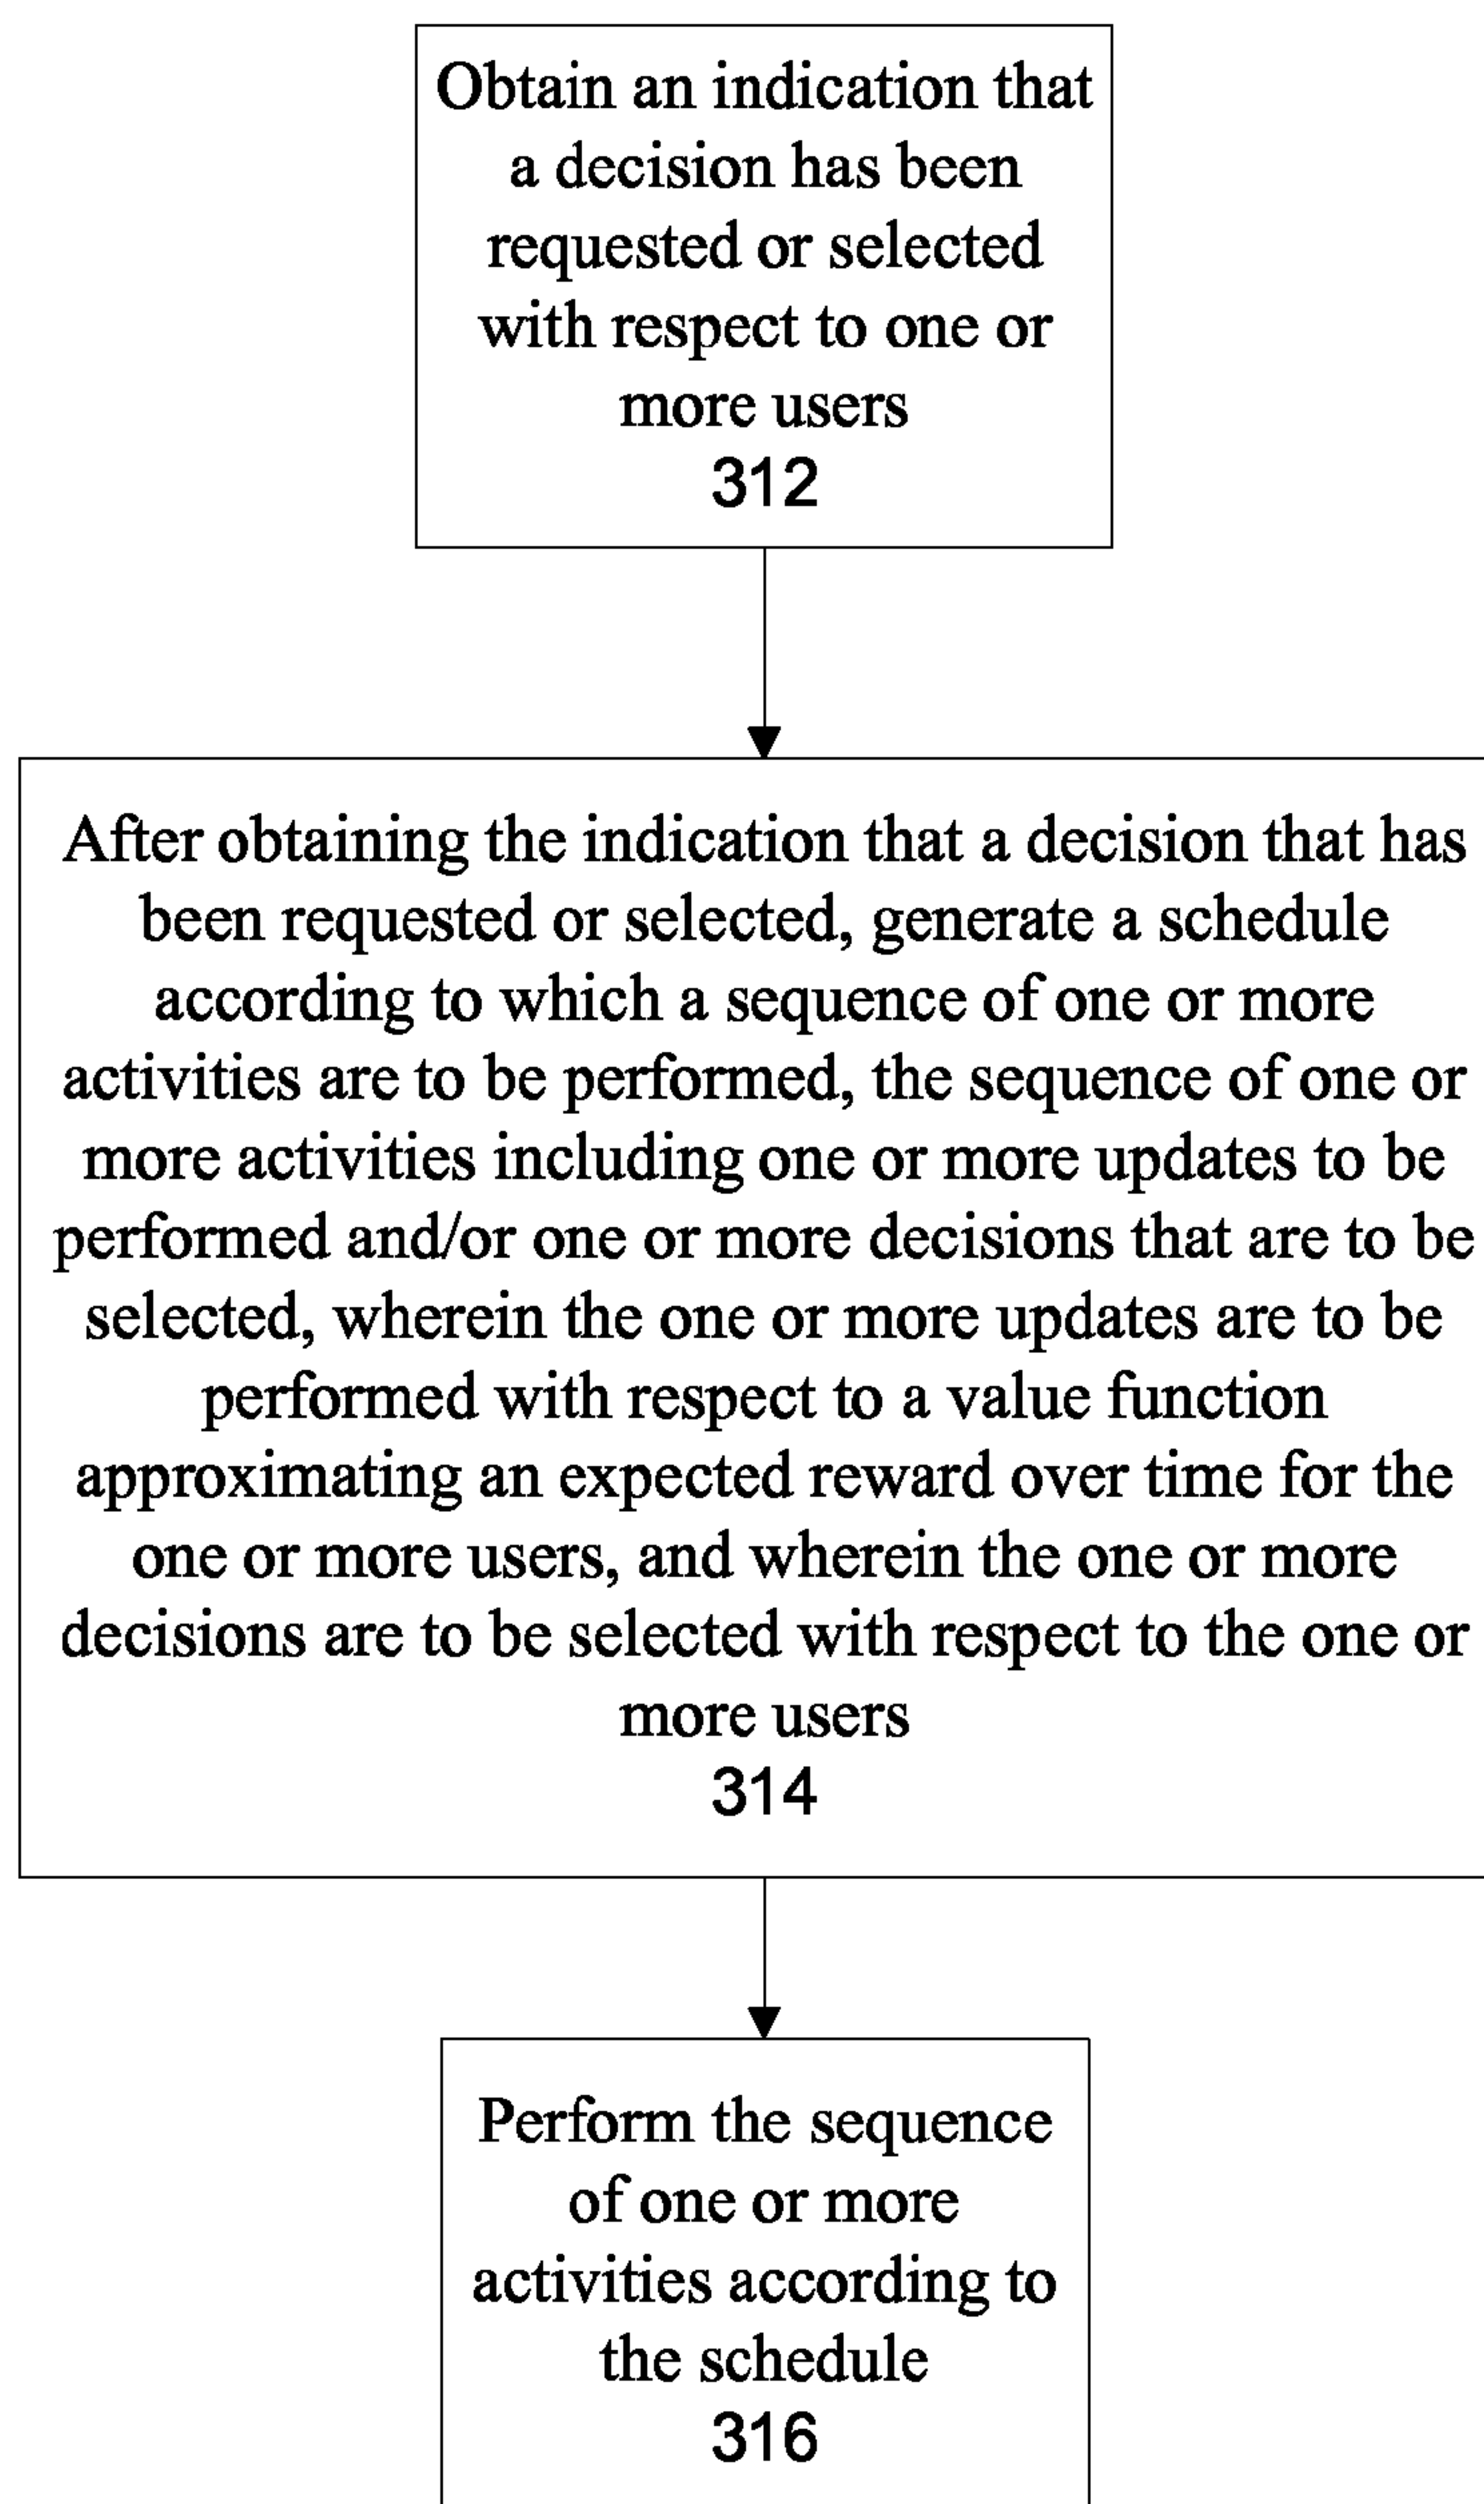 Obtain an indication that
a decision has been
requested or selected
with respect to one or
more users
312
After obtaining the indication that a decision that has
been requested or selected, generate a schedule
according to which a sequence of one or more
activities are to be performed, the sequence of one or
more activities including one or more updates to be
performed and/or one or more decisions that are to be
selected, wherein the one or more updates are to be
performed with respect to a value function
approximating an expected reward over time for the
one or more users, and wherein the one or more
decisions are to be selected with respect to the one or
more users
314
Perform the sequence
of one or more
activities according to
the schedule
316